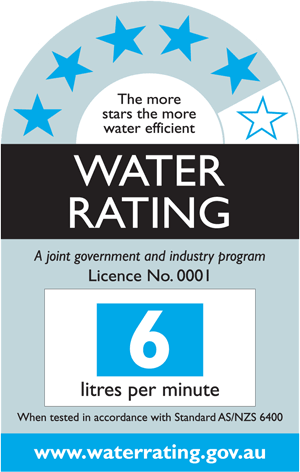 The more
stars the more
water efficient
WATER
RATING
A joint government and industry program
Licence No. 0001
6
litres per minute
When tested in accordance with Standard AS/NZS 6400
www.waterrating.gov.au